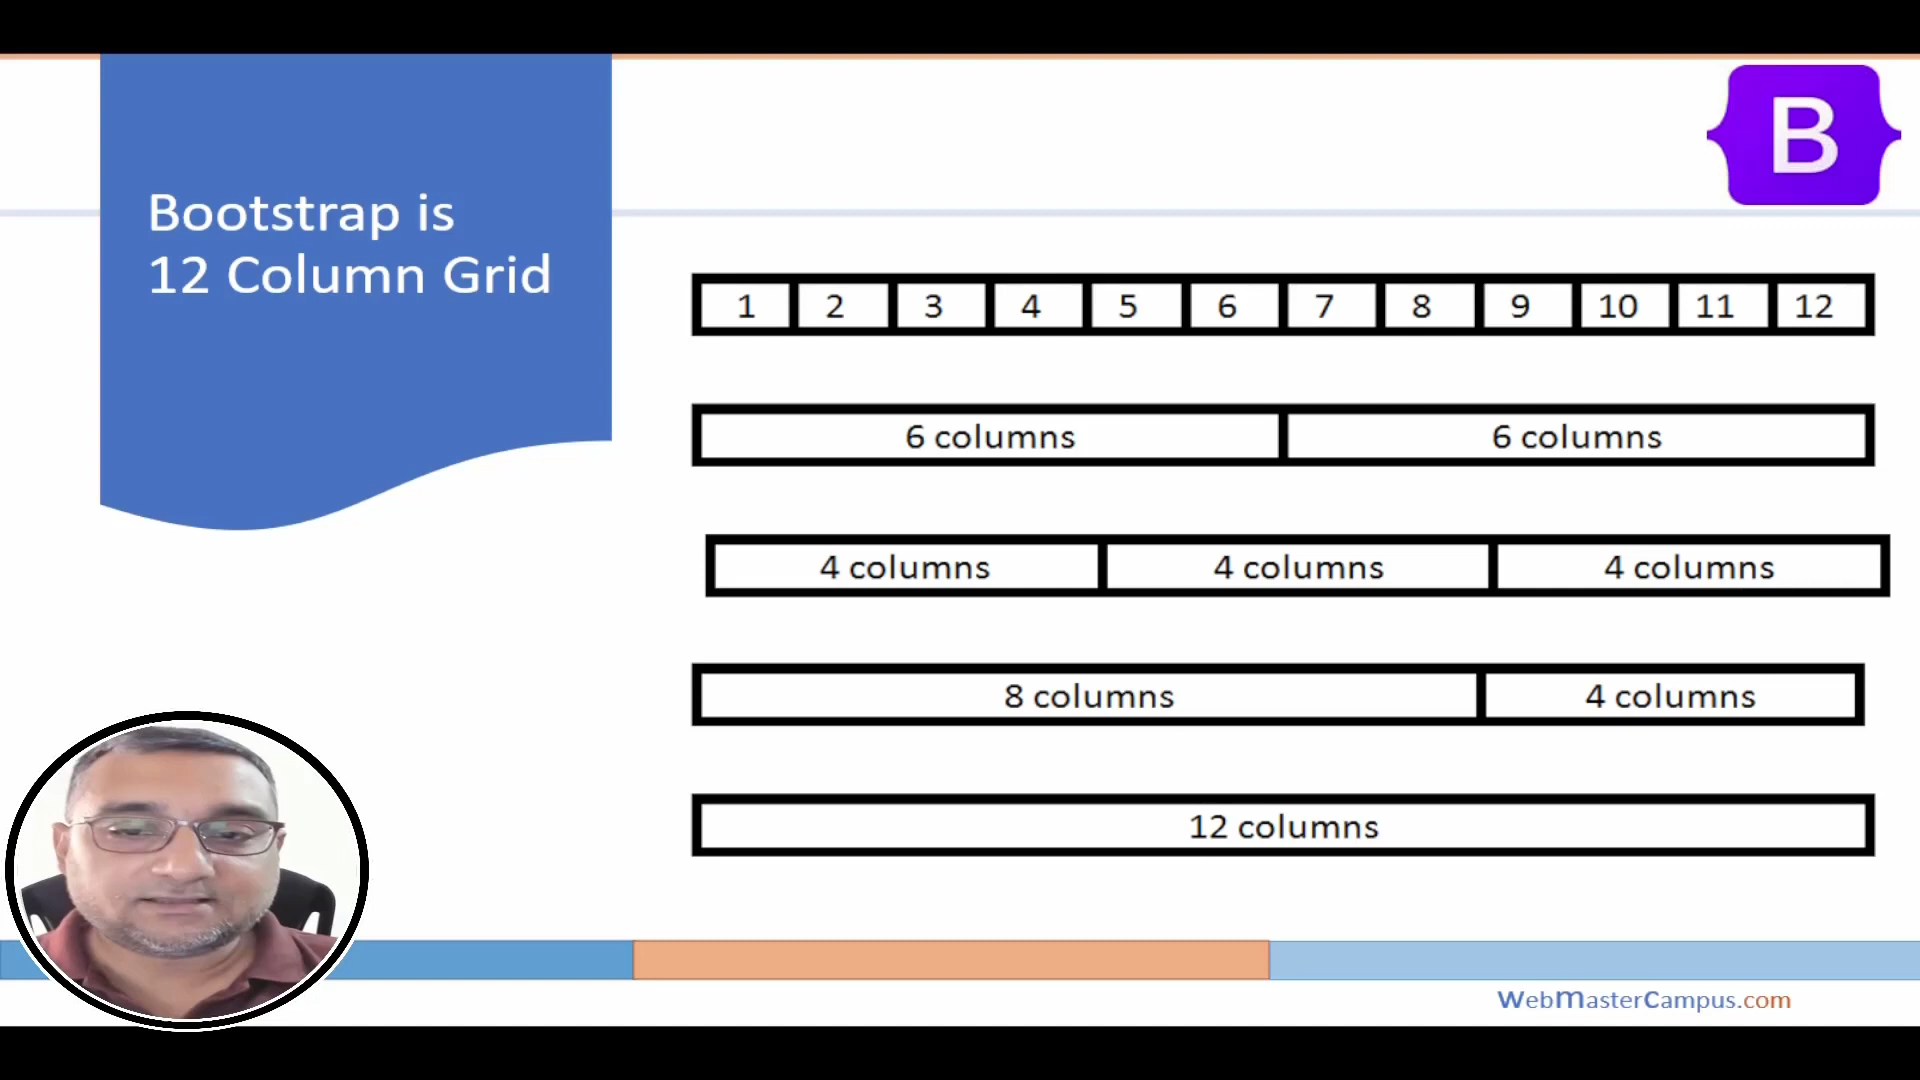 B
Bootstrap is
12 Column Grid
1 2 3 4 5 6 7 8 9 10 11 12
6 columns 6 columns
4 columns 4 columns 4 columns
8 columns 4 columns
12 columns
WebMasterCampus.com